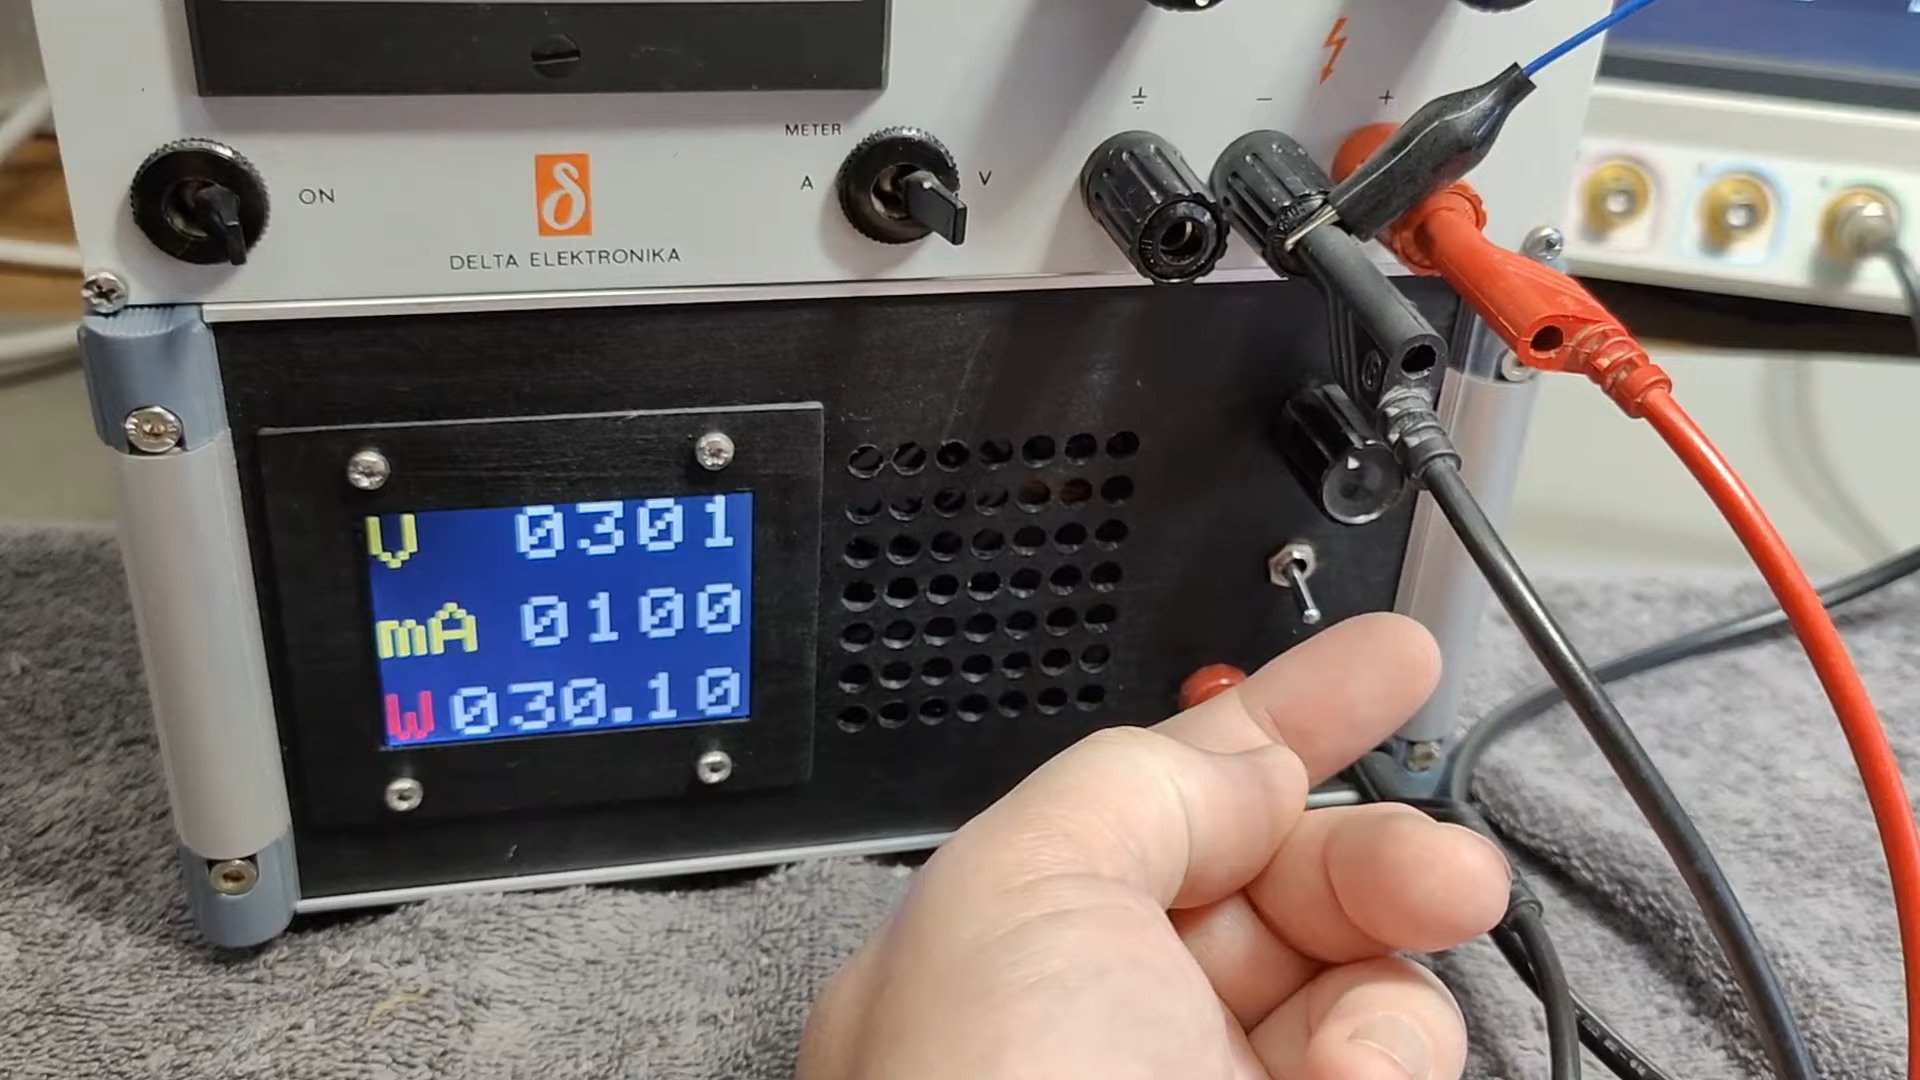 METER
A
V
ON
δ
DELTA ELEKTRONIKA
-
+
V 0301
mA 0100
W 030.10